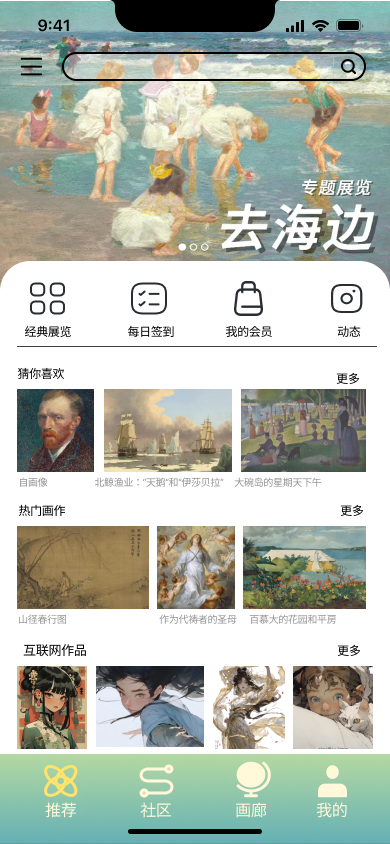 9:41
专题展览
去海边
经典展览 每日签到 我的会员 动态
猜你喜欢 更多
自画像 北鲸渔业：“天鹅”和“伊莎贝拉” 大碗岛的星期天下午
热门画作 更多
山径春行图 作为代祷者的圣母 百慕大的花园和平房
互联网作品 更多
推荐 社区 画廊 我的